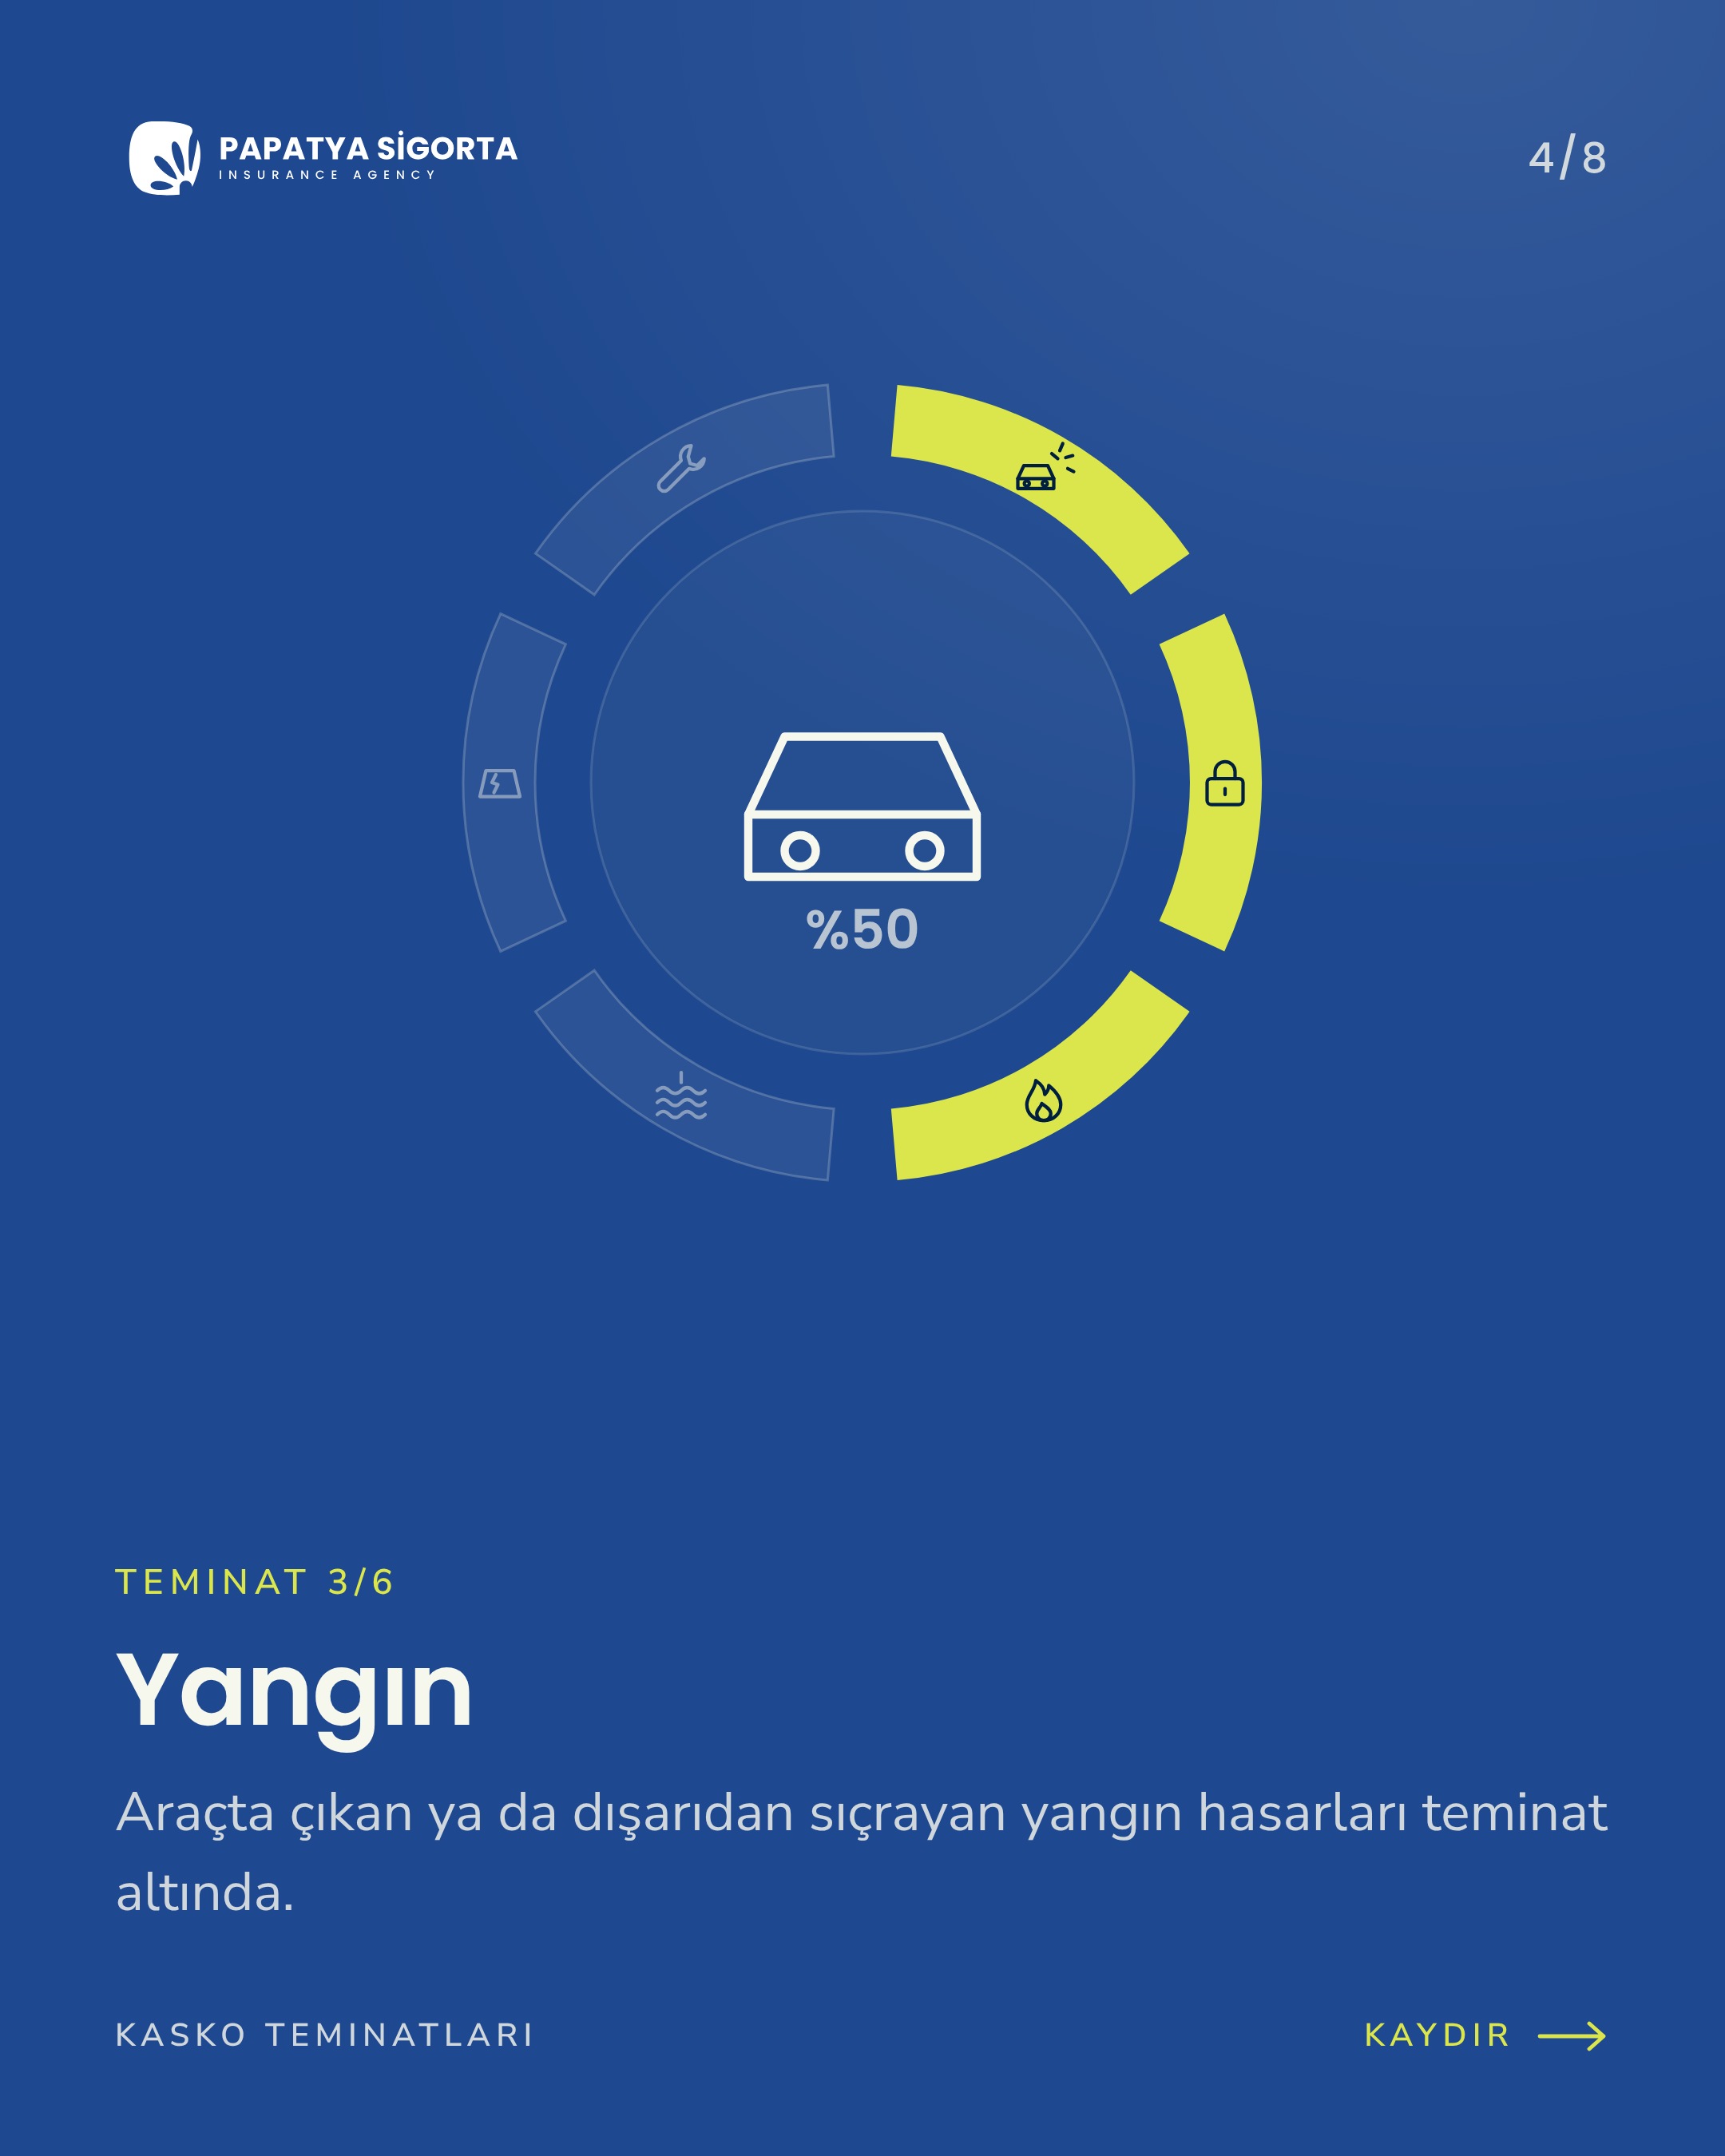 PAPATYA SİGORTA
INSURANCE AGENCY
4/8
%50
TEMINAT 3/6
Yangın
Araçta çıkan ya da dışarıdan sıçrayan yangın hasarları teminat
altında.
KASKO TEMINATLARI
KAYDIR